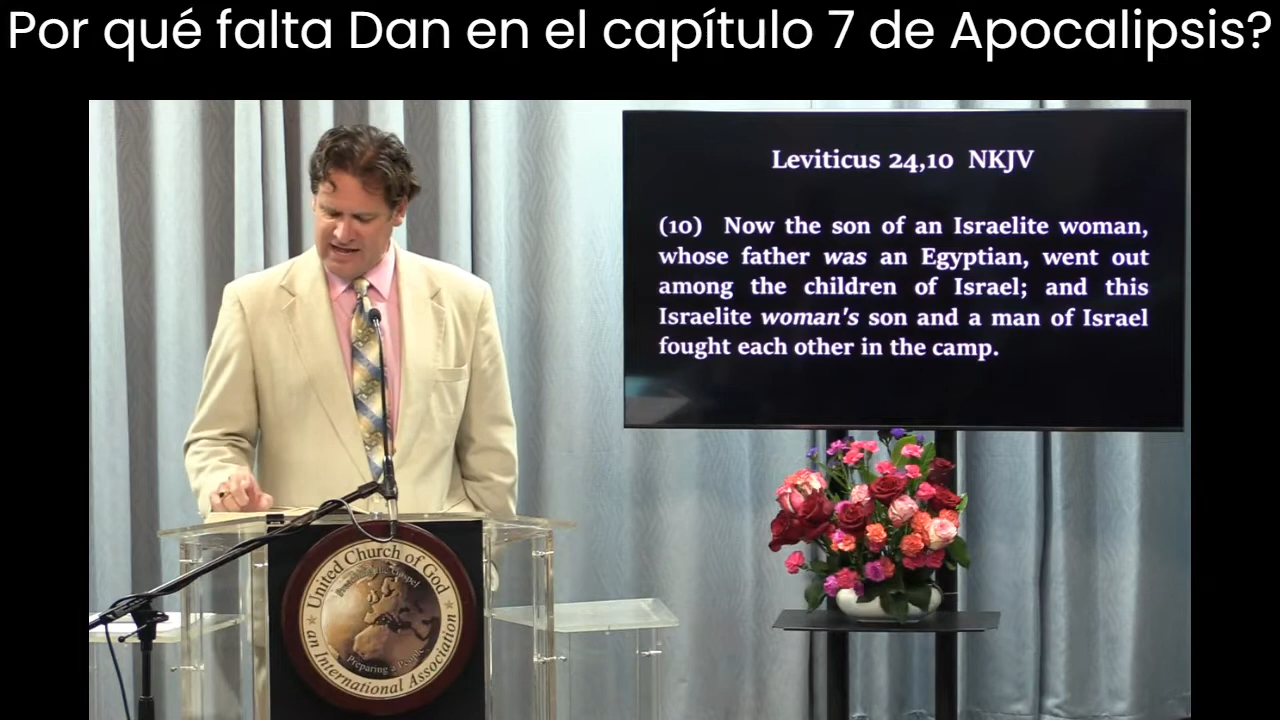 Por qué falta Dan en el capítulo 7 de Apocalipsis?
Leviticus 24,10 NKJV
(10) Now the son of an Israelite woman,
whose father was an Egyptian, went out
among the children of Israel; and this
Israelite woman's son and a man of Israel
fought each other in the camp.
United Church of God
Preaching the Gospel
Preparing a People
an International Association